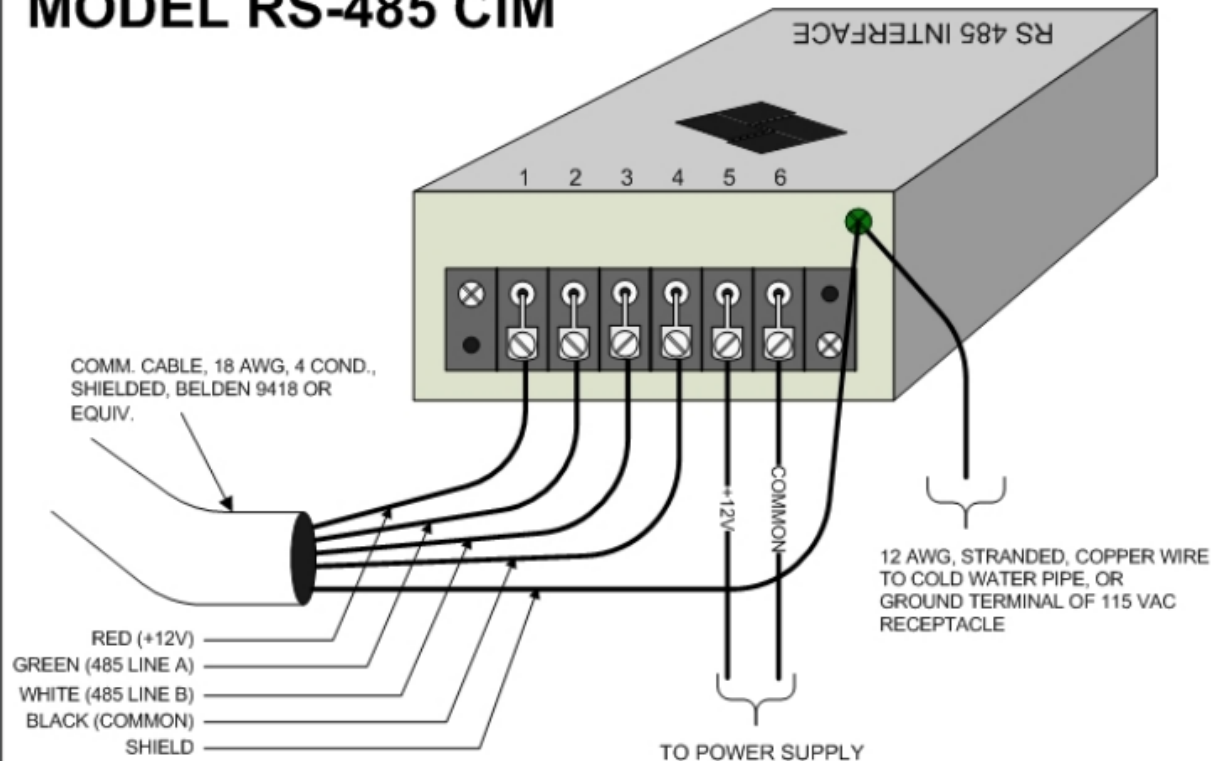 MODEL RS-485 CIM
RS 485 INTERFACE
1 2 3 4 5 6
COMM. CABLE, 18 AWG, 4 COND.,
SHIELDED, BELDEN 9418 OR
EQUIV.
+12V
COMMON
12 AWG, STRANDED, COPPER WIRE
TO COLD WATER PIPE, OR
GROUND TERMINAL OF 115 VAC
RECEPTACLE
RED (+12V)
GREEN (485 LINE A)
WHITE (485 LINE B)
BLACK (COMMON)
SHIELD
TO POWER SUPPLY